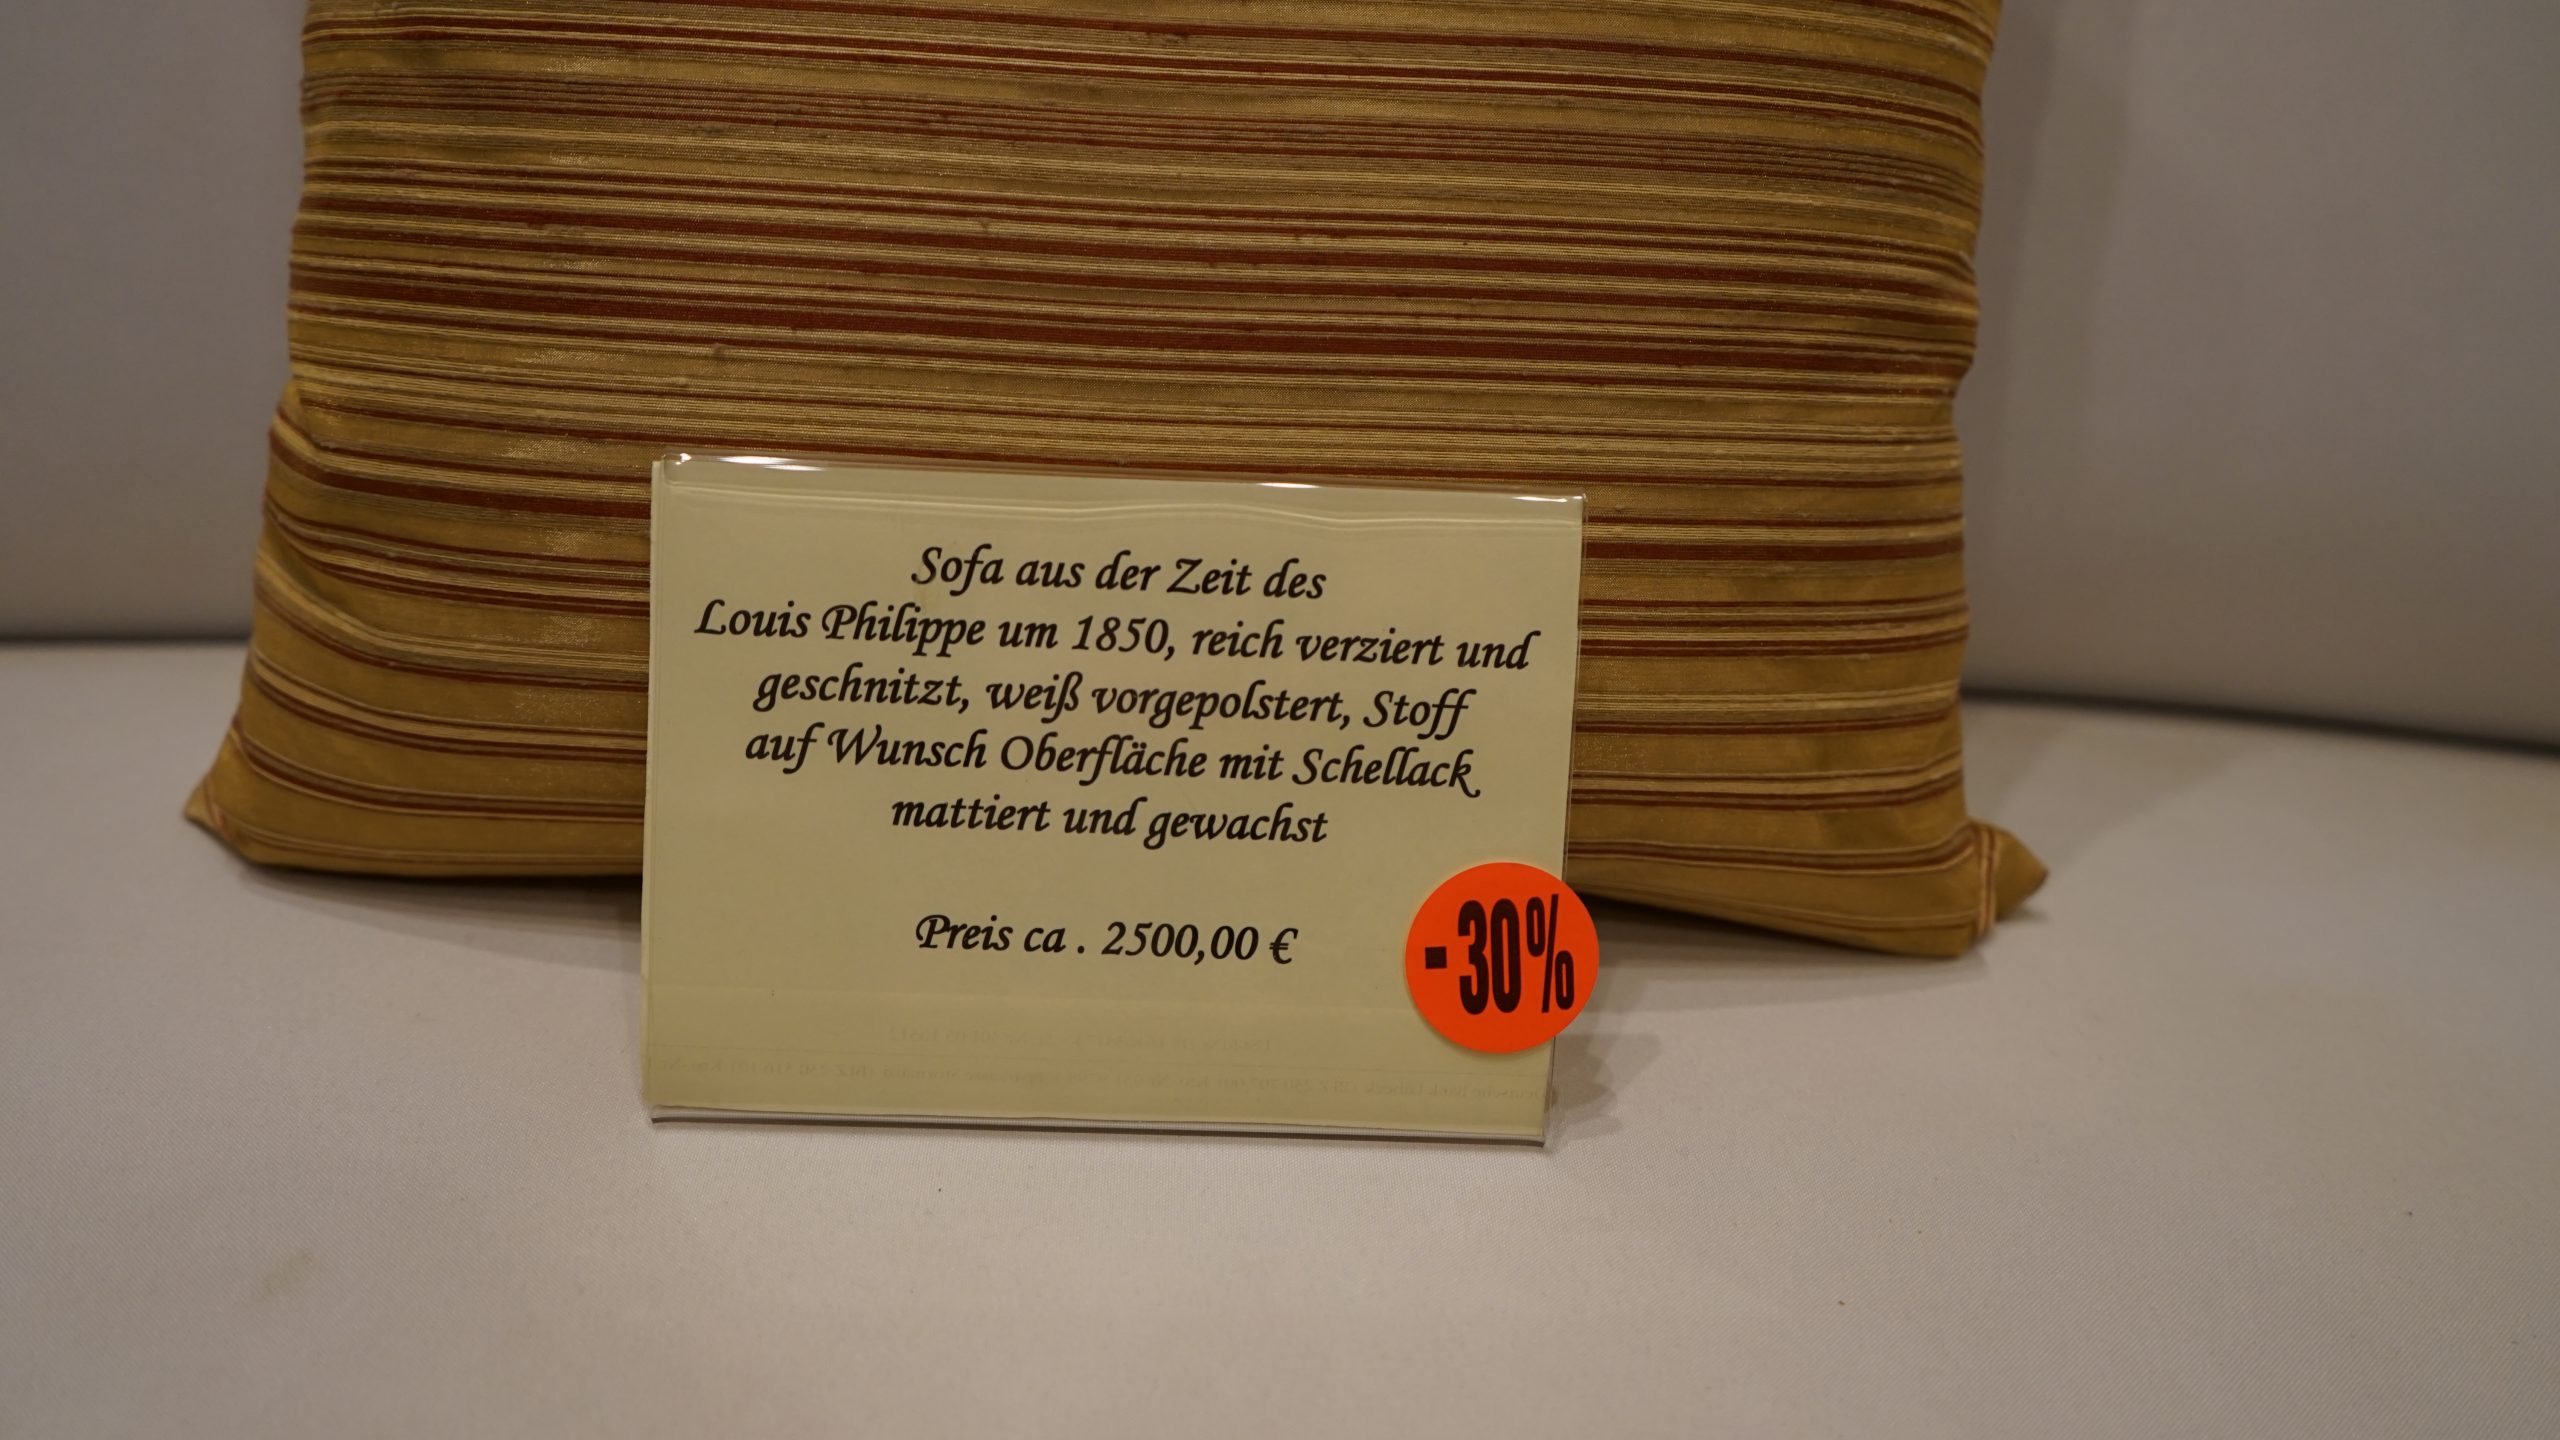 Sofa aus der Zeit des
Louis Philippe um 1850, reich verziert und
geschnitzt, weiß vorgepolstert, Stoff
auf Wunsch Oberfläche mit Schellack
mattiert und gewachst
Preis ca . 2500,00 €
-30%